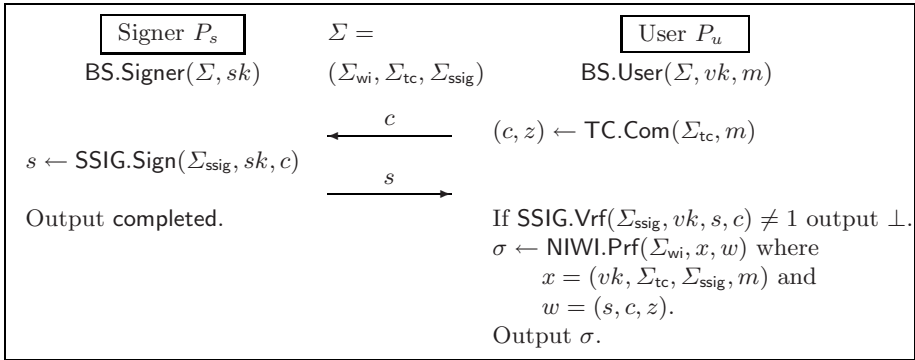 Signer P_s    Σ =    User P_u
BS.Signer(Σ, sk)    (Σ_wi, Σ_tc, Σ_ssig)    BS.User(Σ, vk, m)
c    (c, z) ← TC.Com(Σ_tc, m)
s ← SSIG.Sign(Σ_ssig, sk, c)
s
Output completed.    If SSIG.Vrf(Σ_ssig, vk, s, c) ≠ 1 output ⊥.
σ ← NIWI.Prf(Σ_wi, x, w) where
x = (vk, Σ_tc, Σ_ssig, m) and
w = (s, c, z).
Output σ.